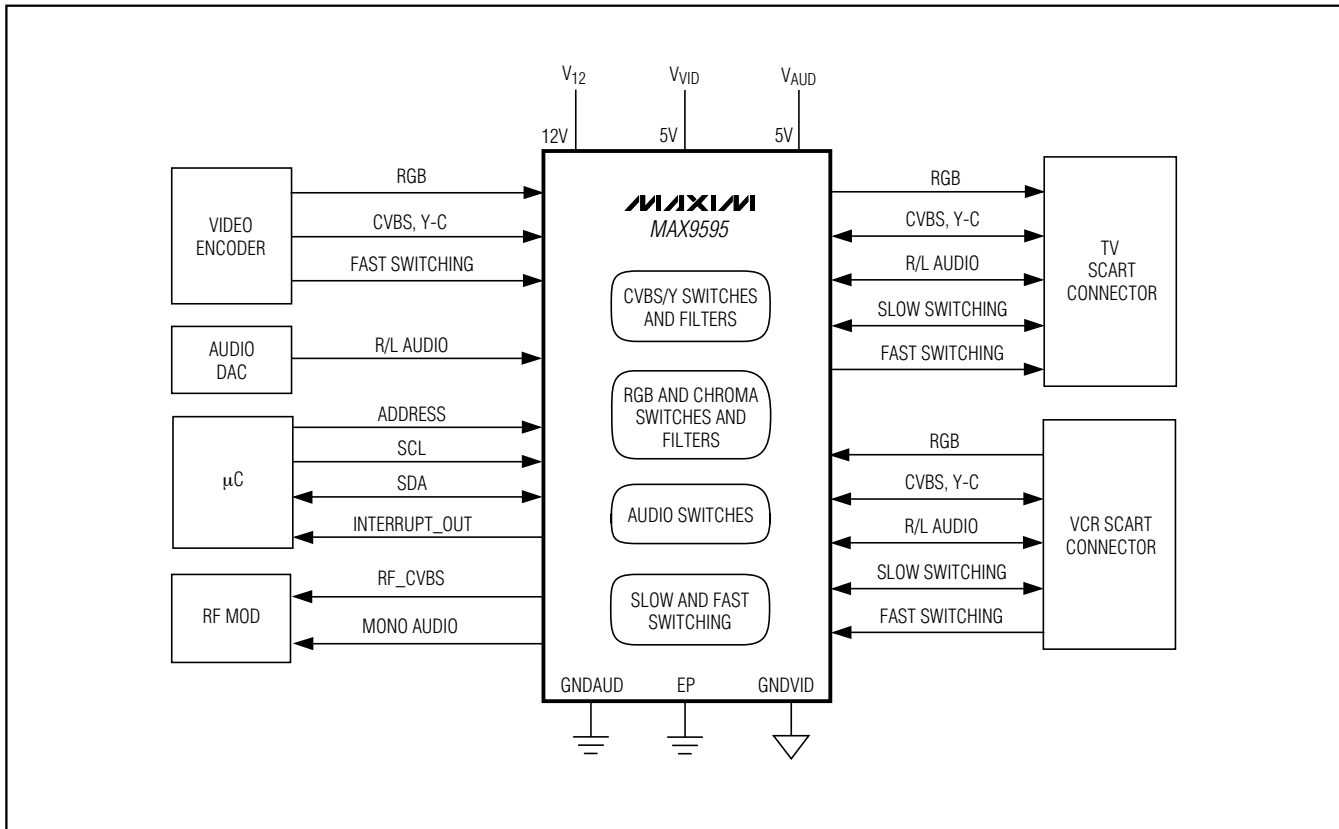 V12
VVID
VAUD
12V
5V
5V
VIDEO
ENCODER
RGB
CVBS, Y-C
FAST SWITCHING
AUDIO
DAC
R/L AUDIO
μC
ADDRESS
SCL
SDA
INTERRUPT_OUT
RF MOD
RF_CVBS
MONO AUDIO
MAXIM
MAX9595
CVBS/Y SWITCHES
AND FILTERS
RGB AND CHROMA
SWITCHES AND
FILTERS
AUDIO SWITCHES
SLOW AND FAST
SWITCHING
GNDAUD
EP
GNDVID
RGB
CVBS, Y-C
R/L AUDIO
SLOW SWITCHING
FAST SWITCHING
TV
SCART
CONNECTOR
RGB
CVBS, Y-C
R/L AUDIO
SLOW SWITCHING
FAST SWITCHING
VCR SCART
CONNECTOR